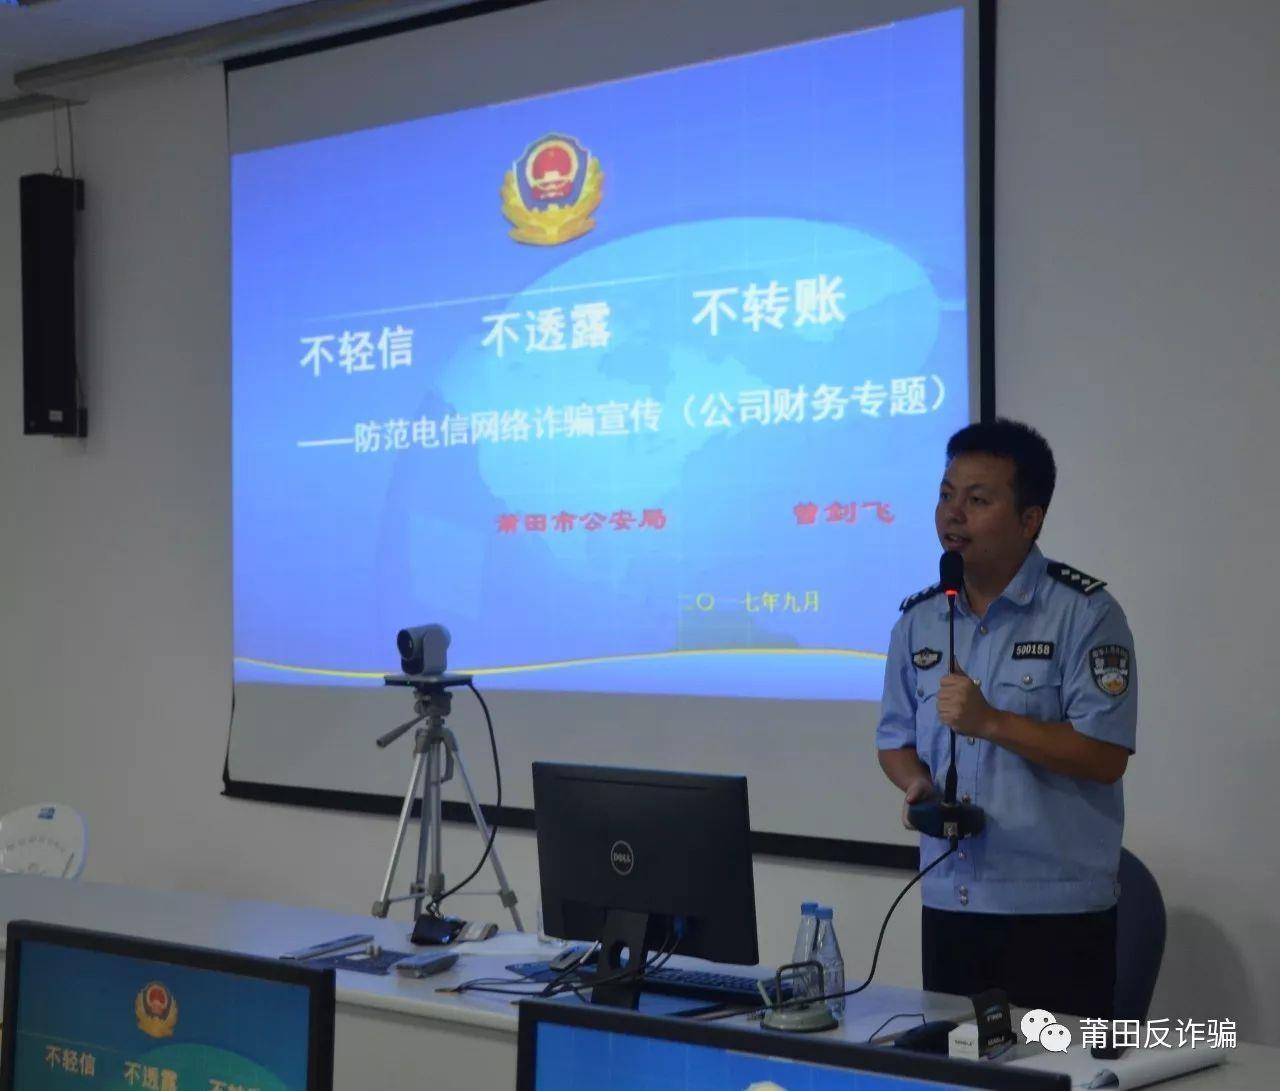 不轻信 不透露 不转账
——防范电信网络诈骗宣传（公司财务专题）
莆田市公安局 曾剑飞
二〇一七年九月
500158
DELL
不轻信 不透露
莆田反诈骗